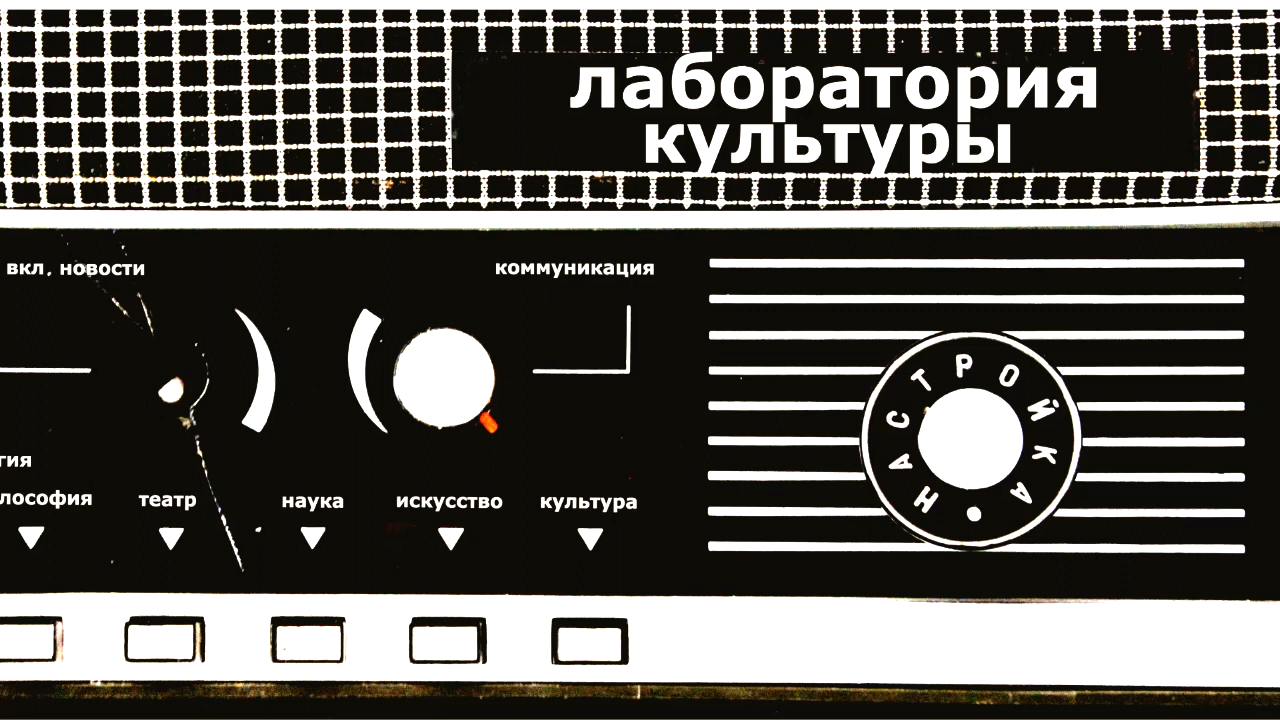 лаборатория
культуры
вкл. новости
коммуникация
НАСТРОЙКА
гия
лософия
театр
наука
искусство
культура